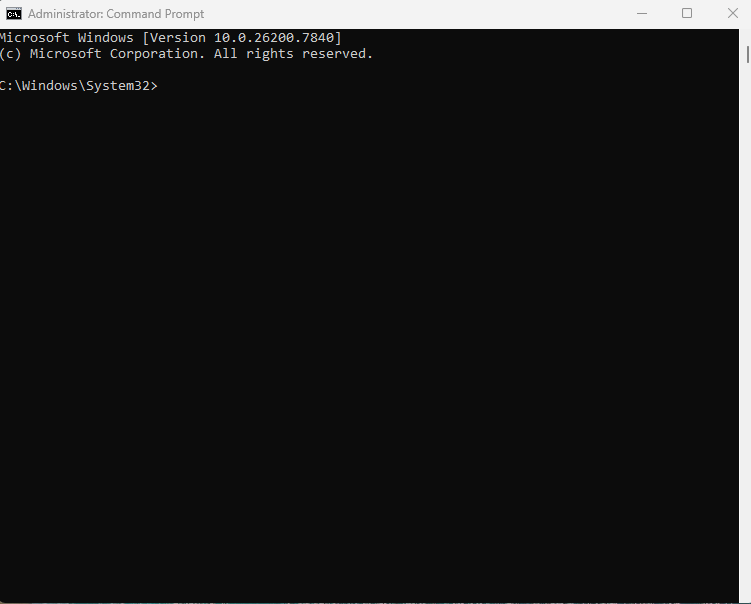 Administrator: Command Prompt
Microsoft Windows [Version 10.0.26200.7840]
(c) Microsoft Corporation. All rights reserved.
C:\Windows\System32>